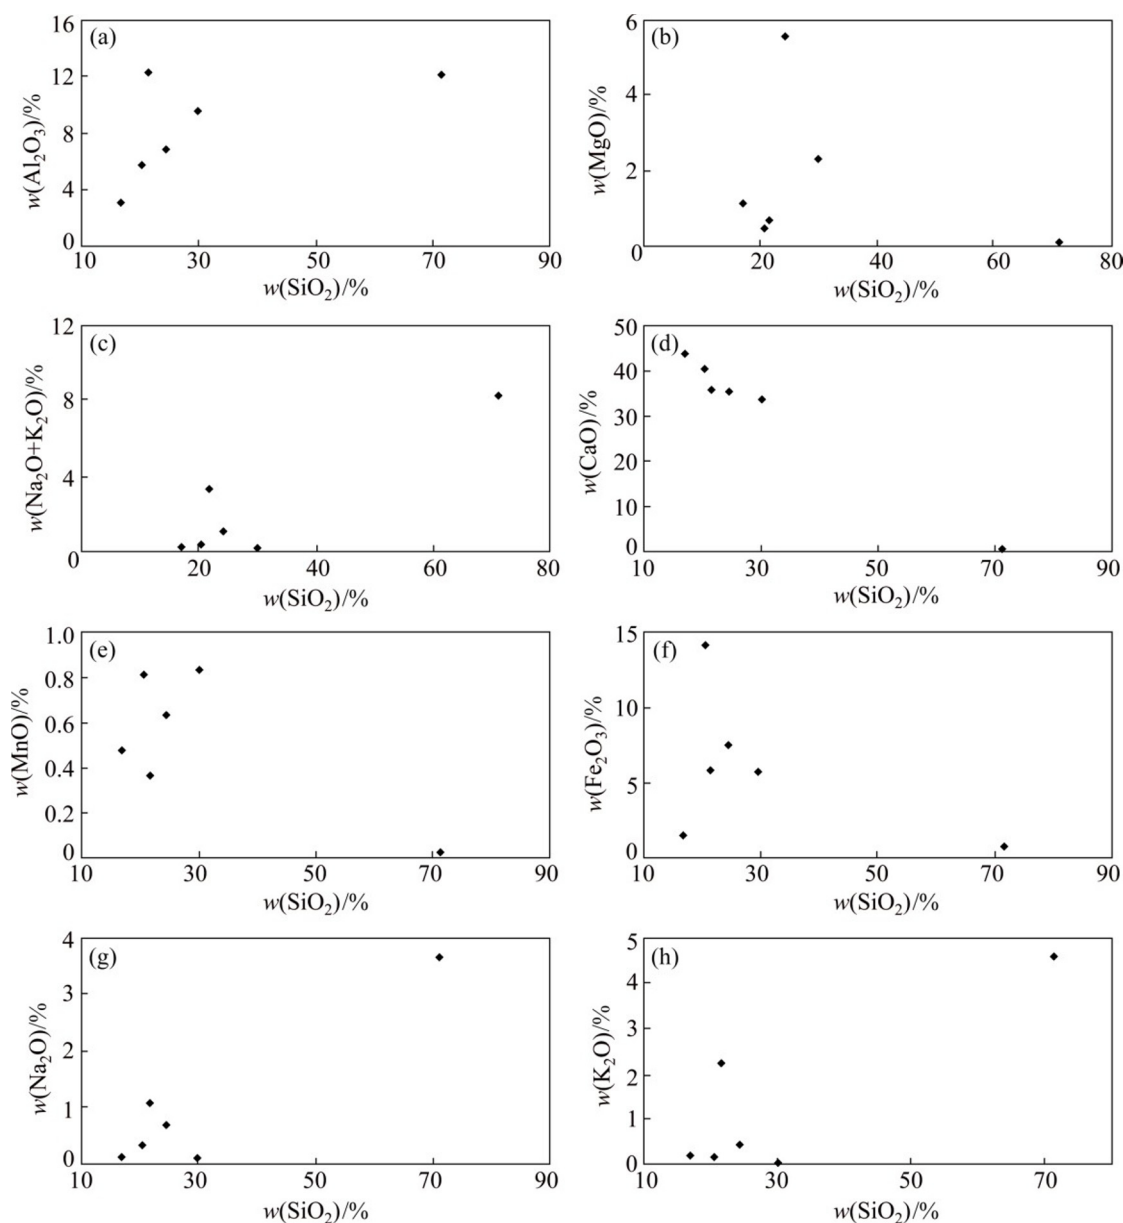 (a)
w(Al₂O₃)/%
16
12
8
4
0
10 30 50 70 90
w(SiO₂)/%
(b)
w(MgO)/%
6
4
2
0
20 40 60 80
w(SiO₂)/%
(c)
w(Na₂O+K₂O)/%
12
8
4
0
20 40 60 80
w(SiO₂)/%
(d)
w(CaO)/%
50
40
30
20
10
0
10 30 50 70 90
w(SiO₂)/%
(e)
w(MnO)/%
1.0
0.8
0.6
0.4
0.2
0
10 30 50 70 90
w(SiO₂)/%
(f)
w(Fe₂O₃)/%
15
10
5
0
10 30 50 70 90
w(SiO₂)/%
(g)
w(Na₂O)/%
4
3
2
1
0
10 30 50 70 90
w(SiO₂)/%
(h)
w(K₂O)/%
5
4
3
2
1
0
10 30 50 70
w(SiO₂)/%